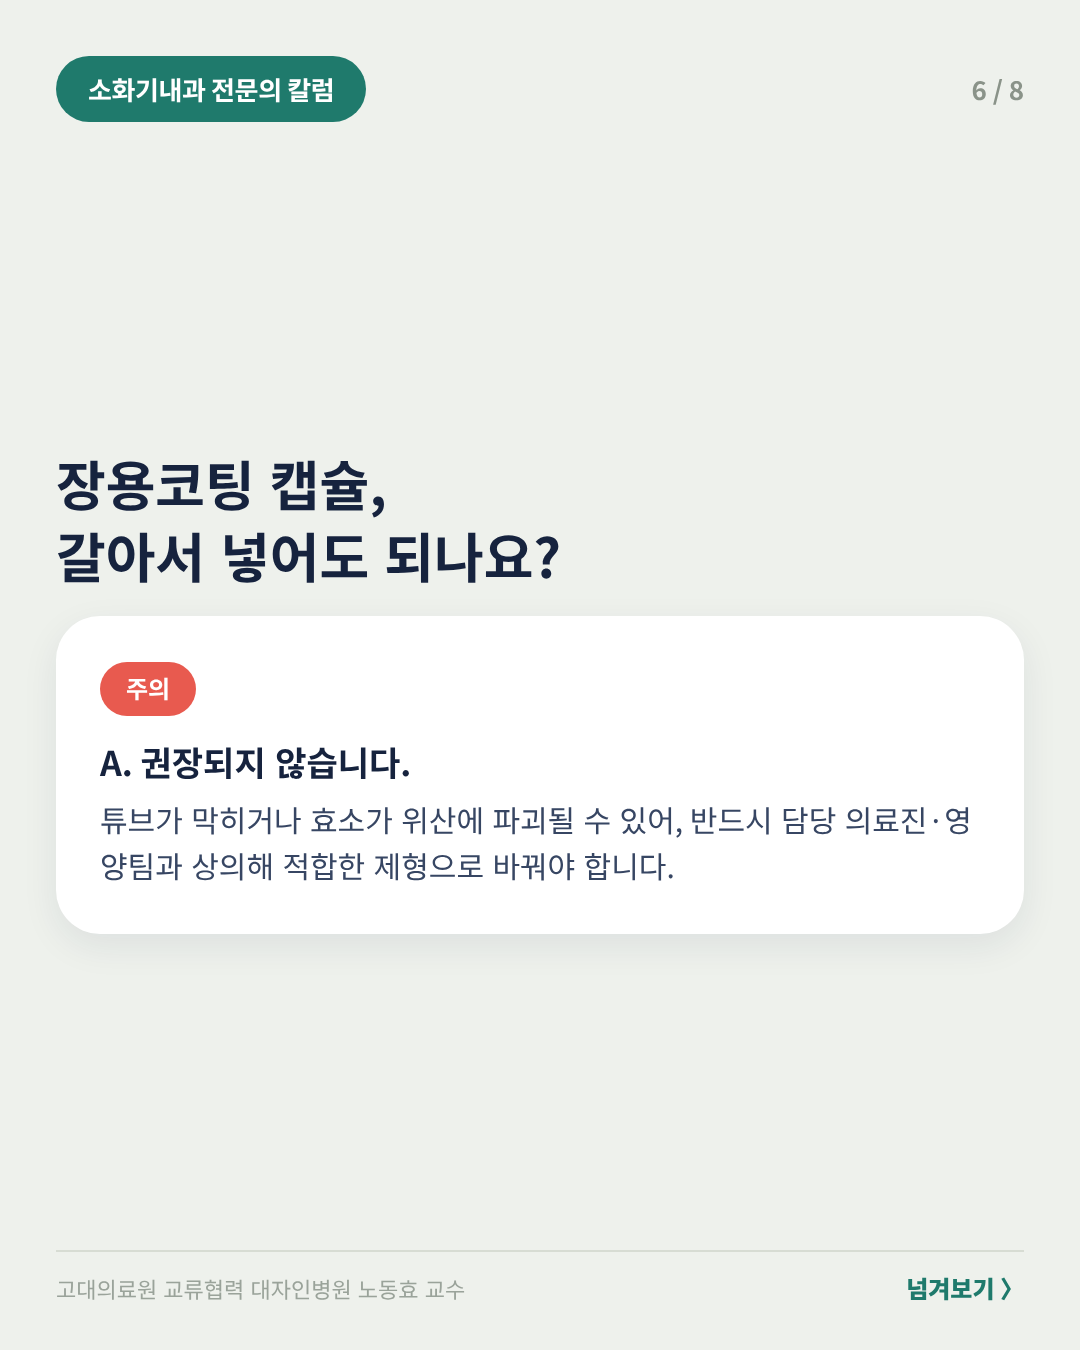 소화기내과 전문의 칼럼
6 / 8
장용코팅 캡슐,
갈아서 넣어도 되나요?
주의
A. 권장되지 않습니다.
튜브가 막히거나 효소가 위산에 파괴될 수 있어, 반드시 담당 의료진·영
양팀과 상의해 적합한 제형으로 바꿔야 합니다.
고대의료원 교류협력 대자인병원 노동효 교수
넘겨보기 〉